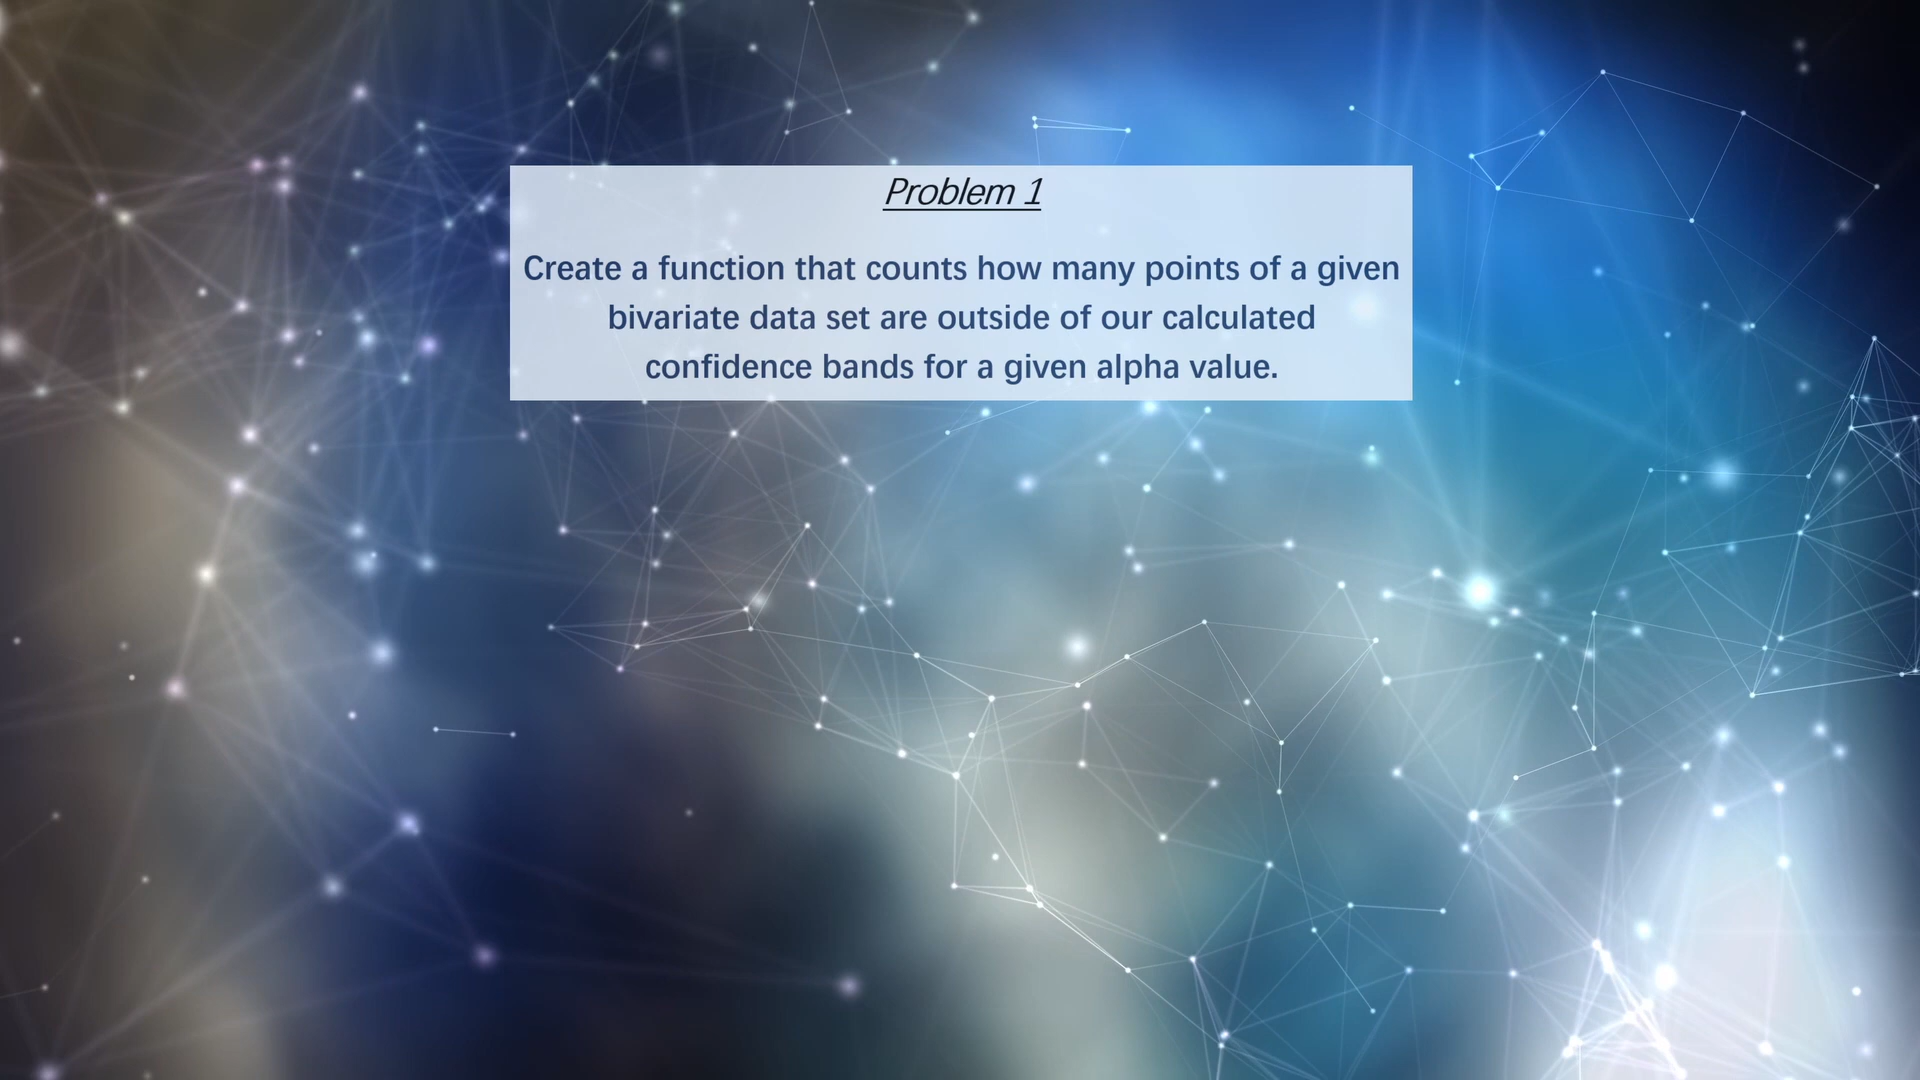 Problem 1
Create a function that counts how many points of a given
bivariate data set are outside of our calculated
confidence bands for a given alpha value.